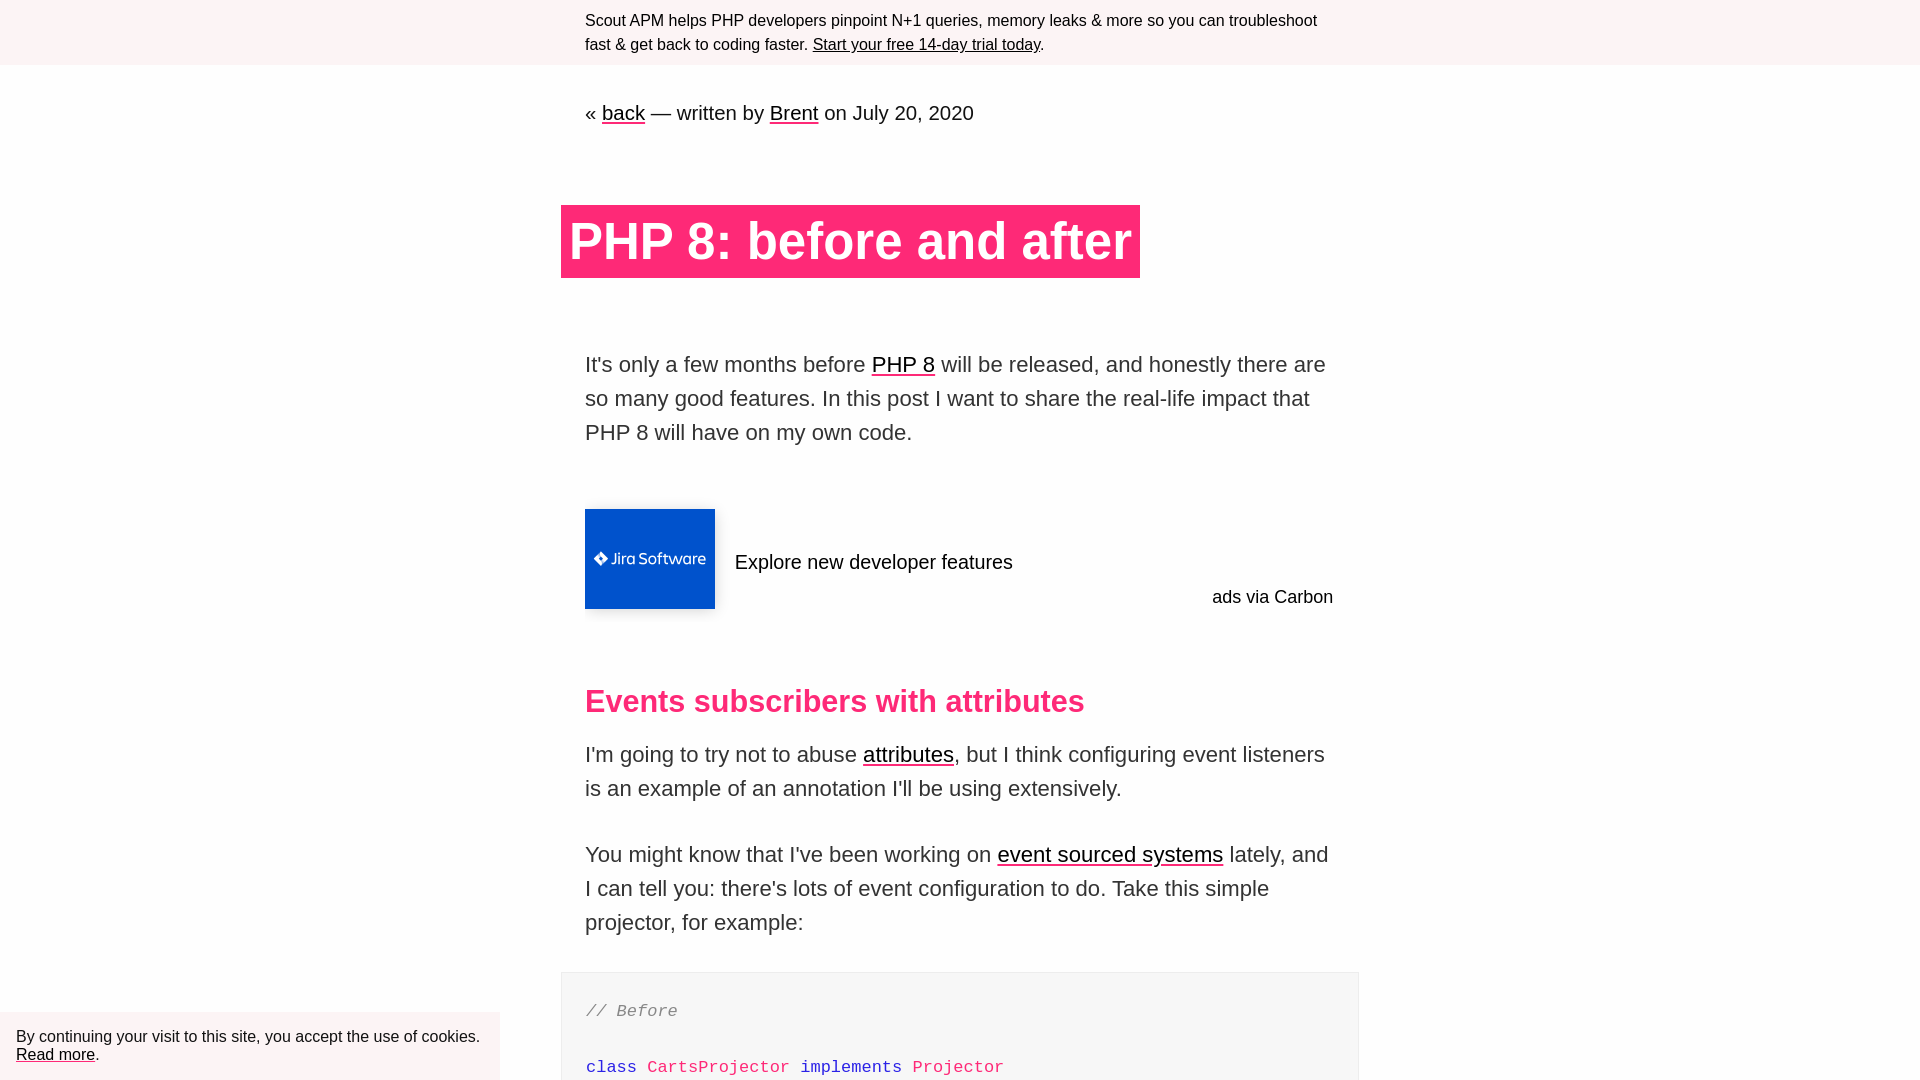 Scout APM helps PHP developers pinpoint N+1 queries, memory leaks & more so you can troubleshoot
fast & get back to coding faster. Start your free 14-day trial today.
« back — written by Brent on July 20, 2020
PHP 8: before and after
It's only a few months before PHP 8 will be released, and honestly there are
so many good features. In this post I want to share the real-life impact that
PHP 8 will have on my own code.
Jira Software
Explore new developer features
ads via Carbon
Events subscribers with attributes
I'm going to try not to abuse attributes, but I think configuring event listeners
is an example of an annotation I'll be using extensively.
You might know that I've been working on event sourced systems lately, and
I can tell you: there's lots of event configuration to do. Take this simple
projector, for example:
// Before
class CartsProjector implements Projector
By continuing your visit to this site, you accept the use of cookies.
Read more.